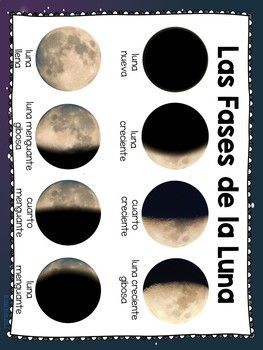 Las Fases de la Luna
luna
nueva
luna
creciente
cuarto
creciente
luna creciente
gibosa
luna
llena
luna menguante
gibosa
cuarto
menguante
luna
menguante